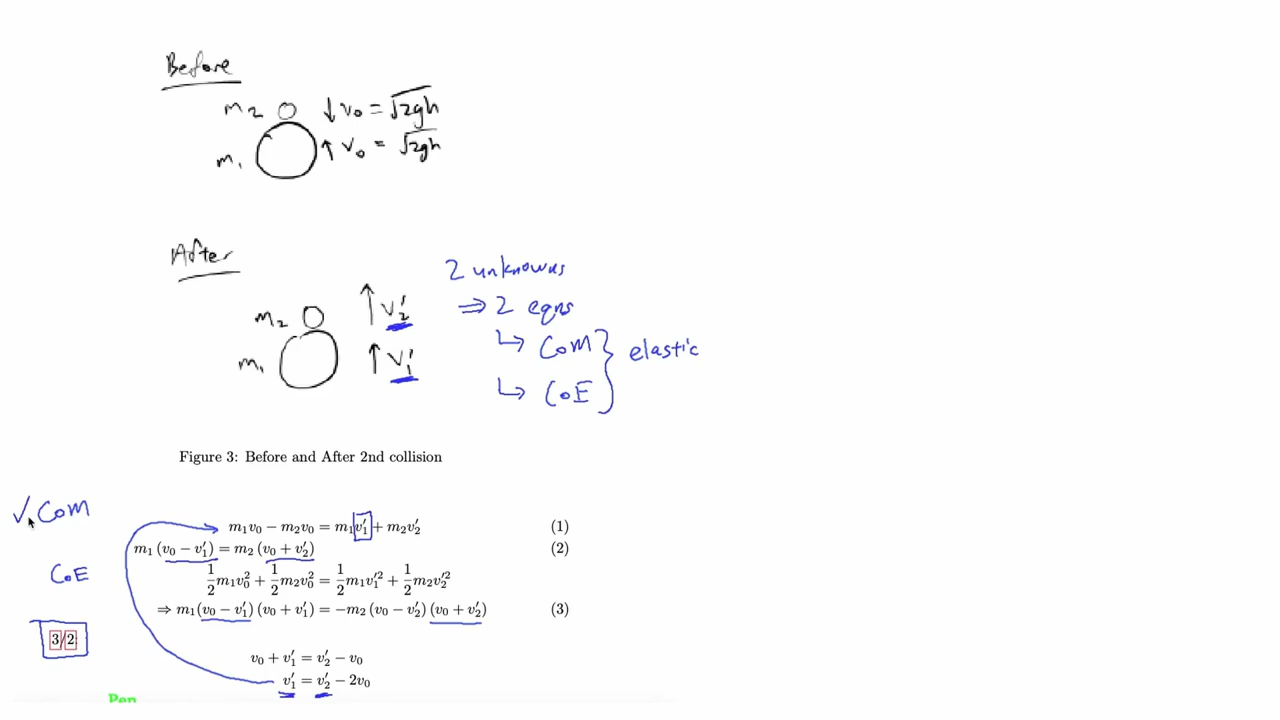 Before
m₂ ↓ v₀ = √2gh
m₁ ↑ v₀ = √2gh
After
2 unknowns
⇒ 2 eqns
m₂ ↑ v₂′
↳ CoM } elastic
m₁ ↑ v₁′
↳ CoE
Figure 3: Before and After 2nd collision
✓ CoM
m₁v₀ − m₂v₀ = m₁v₁′ + m₂v₂′ (1)
m₁ (v₀ − v₁′) = m₂ (v₀ + v₂′) (2)
CoE
1/2 m₁v₀² + 1/2 m₂v₀² = 1/2 m₁v₁′² + 1/2 m₂v₂′²
⇒ m₁(v₀ − v₁′) (v₀ + v₁′) = −m₂ (v₀ − v₂′) (v₀ + v₂′) (3)
3/2
v₀ + v₁′ = v₂′ − v₀
v₁′ = v₂′ − 2v₀
Pen